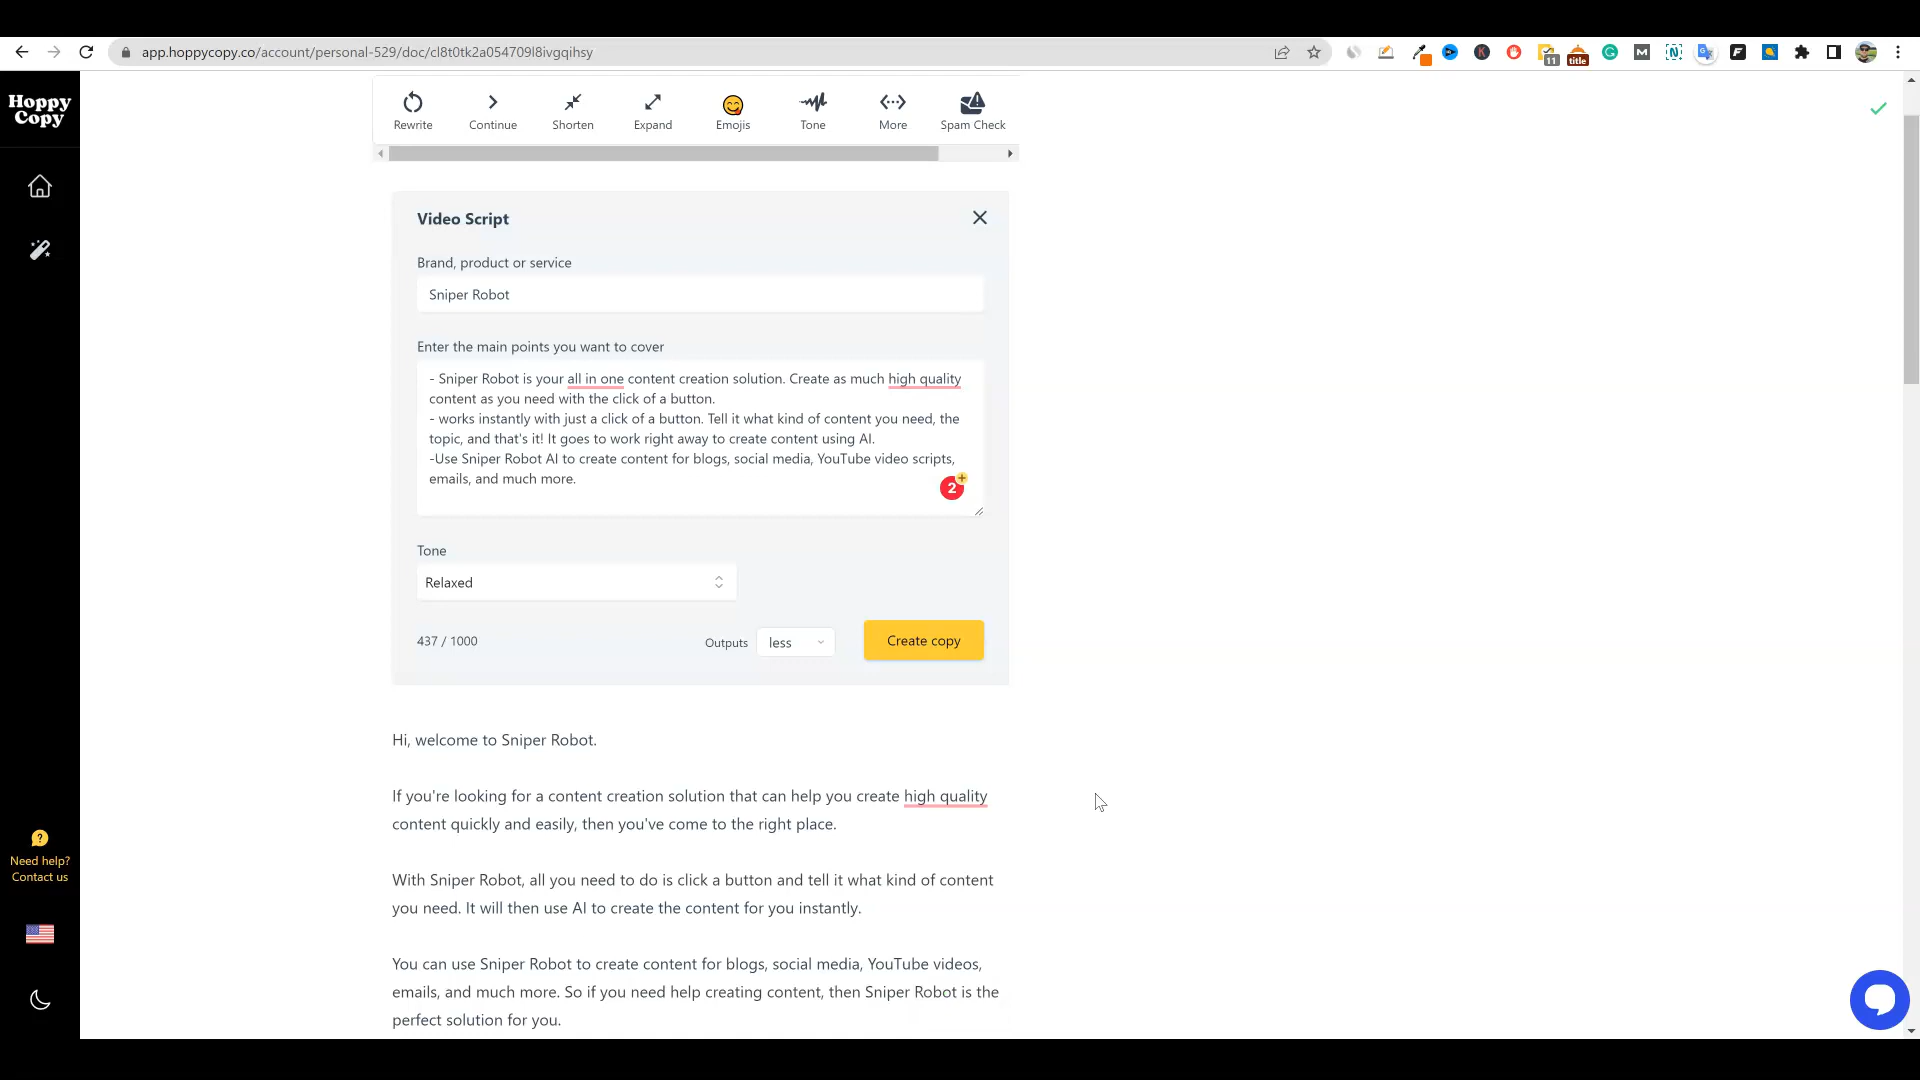 app.hoppycopy.co/account/personal-529/doc/cl8t0tk2a054709l8ivgqihsy
11
title
Hoppy
Copy
Rewrite
Continue
Shorten
Expand
Emojis
Tone
More
Spam Check
Video Script
Brand, product or service
Sniper Robot
Enter the main points you want to cover
- Sniper Robot is your all in one content creation solution. Create as much high quality
content as you need with the click of a button.
- works instantly with just a click of a button. Tell it what kind of content you need, the
topic, and that's it! It goes to work right away to create content using AI.
-Use Sniper Robot AI to create content for blogs, social media, YouTube video scripts,
emails, and much more.
2
Tone
Relaxed
437 / 1000
Outputs
less
Create copy
Hi, welcome to Sniper Robot.
If you're looking for a content creation solution that can help you create high quality
content quickly and easily, then you've come to the right place.
With Sniper Robot, all you need to do is click a button and tell it what kind of content
you need. It will then use AI to create the content for you instantly.
You can use Sniper Robot to create content for blogs, social media, YouTube videos,
emails, and much more. So if you need help creating content, then Sniper Robot is the
perfect solution for you.
Need help?
Contact us